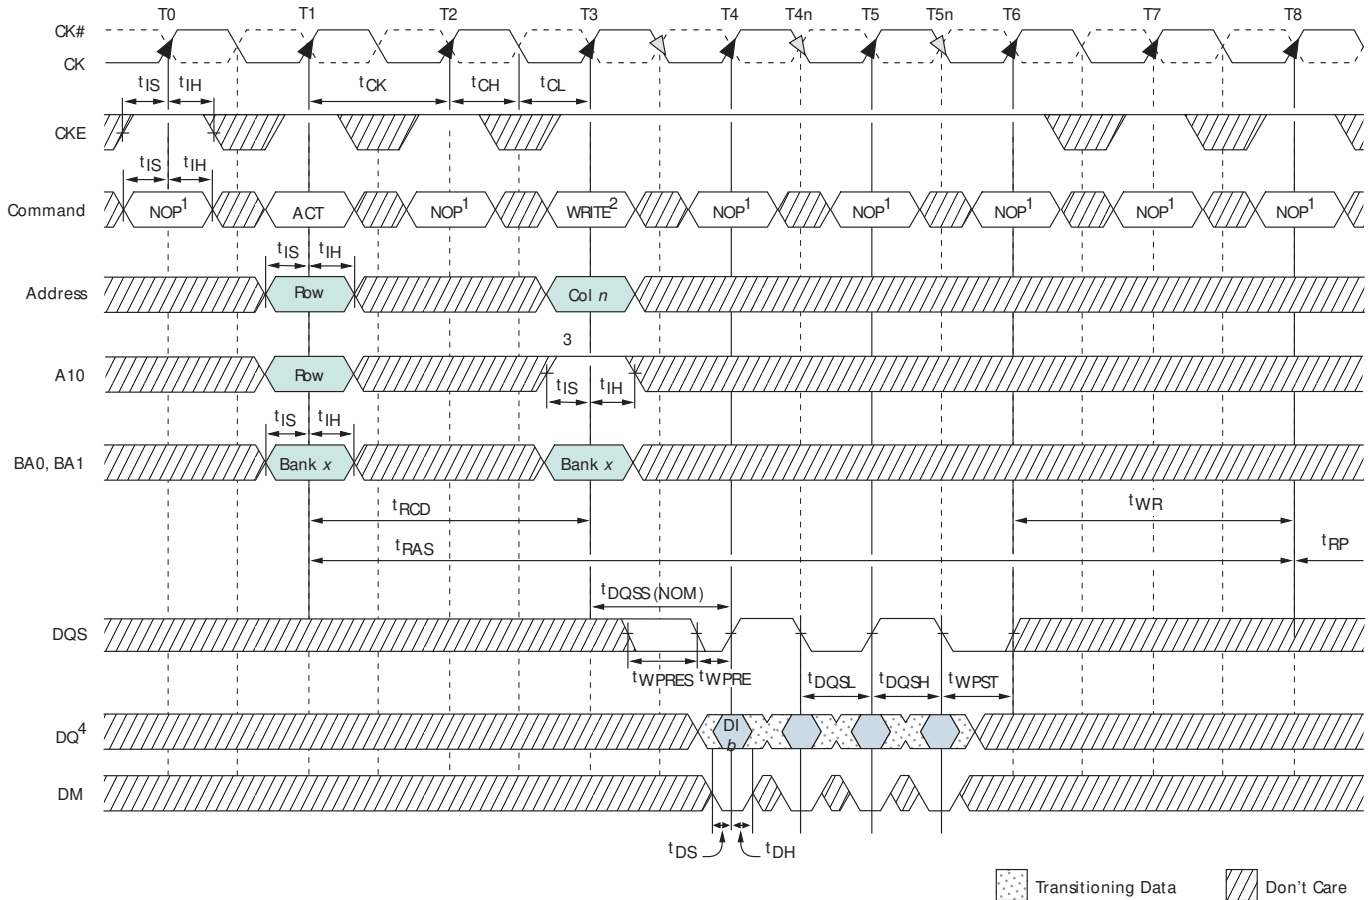 T0 T1 T2 T3 T4 T4n T5 T5n T6 T7 T8
CK#
CK
tIS tIH tCK tCH tCL
CKE
tIS tIH
Command NOP1 ACT NOP1 WRITE2 NOP1 NOP1 NOP1 NOP1 NOP1
tIS tIH
Address Row Col n
3
A10 Row
tIS tIH
tIS tIH
BA0, BA1 Bank x Bank x
tRCD tWR
tRAS tRP
tDQSS (NOM)
DQS
tWPRES tWPRE tDQSL tDQSH tWPST
DQ4 DI
b
DM
tDS tDH
Transitioning Data Don't Care